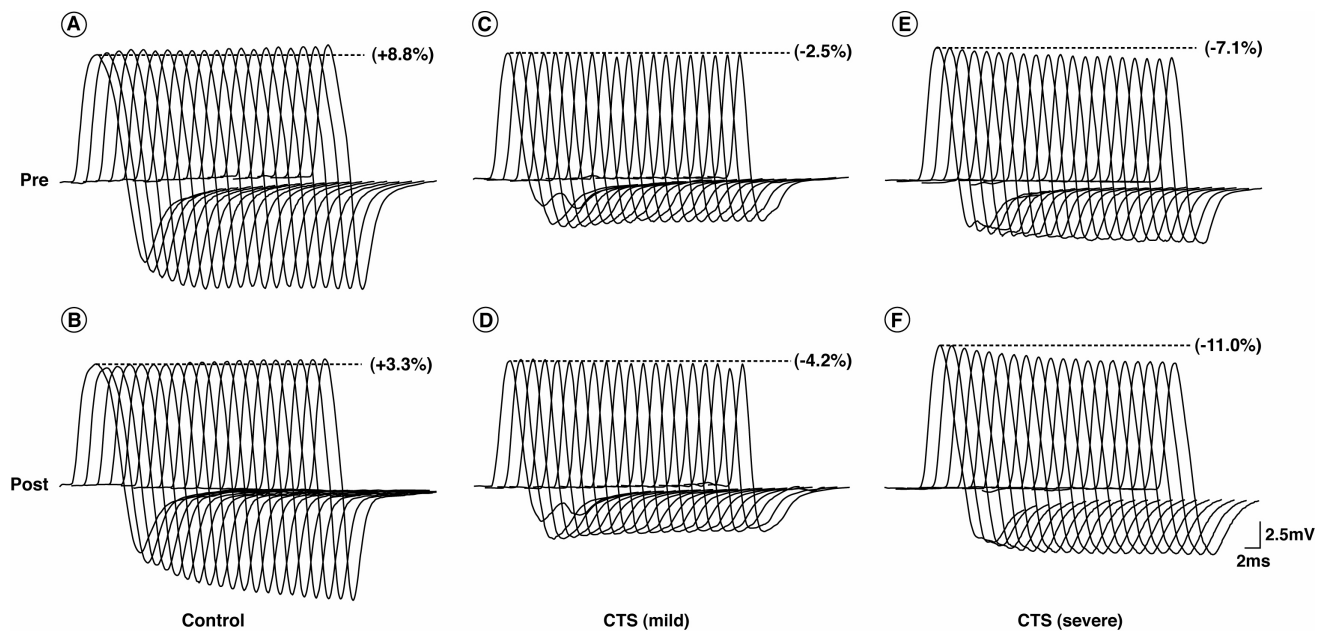 A
(+8.8%)
C
(-2.5%)
E
(-7.1%)
Pre
B
(+3.3%)
D
(-4.2%)
F
(-11.0%)
Post
2.5mV
2ms
Control
CTS (mild)
CTS (severe)